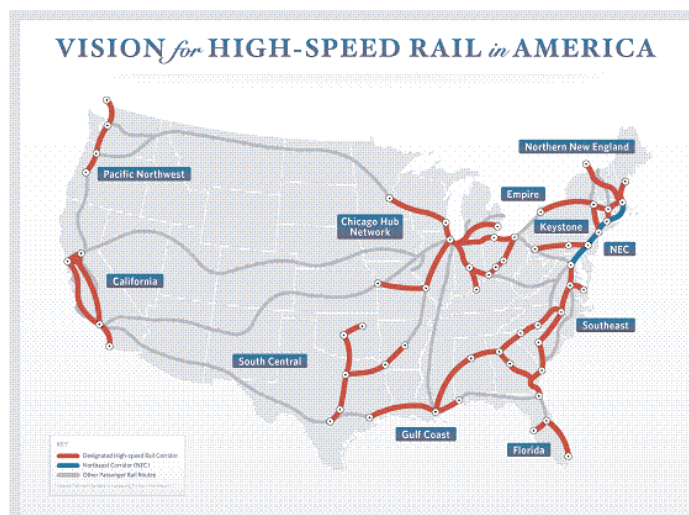 VISION for HIGH-SPEED RAIL in AMERICA
Northern New England
Pacific Northwest
Empire
Chicago Hub
Network
Keystone
NEC
California
Southeast
South Central
Gulf Coast
Florida
KEY
Designated High-speed Rail Corridor
Northeast Corridor (NEC)
Other Passenger Rail Routes